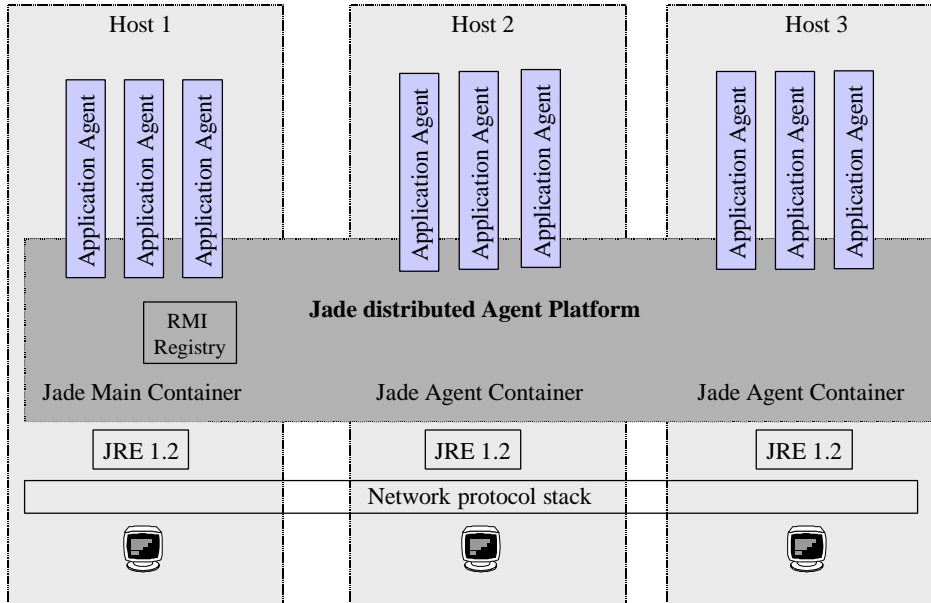 Host 1
Host 2
Host 3
Application Agent
Application Agent
Application Agent
Application Agent
Application Agent
Application Agent
Application Agent
Application Agent
Application Agent
Jade distributed Agent Platform
RMI
Registry
Jade Main Container
Jade Agent Container
Jade Agent Container
JRE 1.2
JRE 1.2
JRE 1.2
Network protocol stack